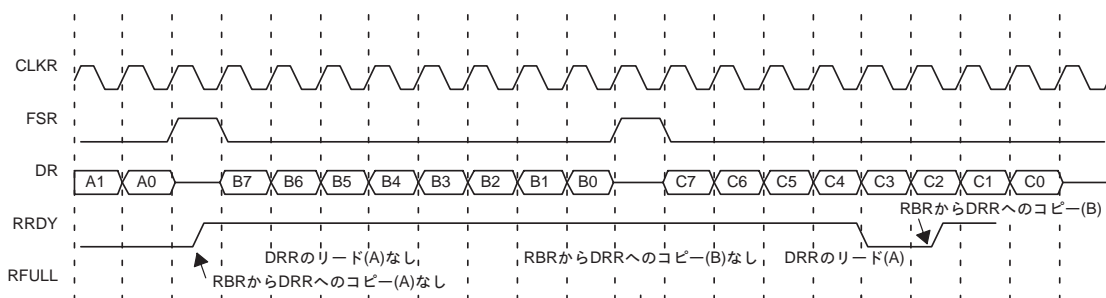 CLKR
FSR
DR
A1 A0 B7 B6 B5 B4 B3 B2 B1 B0 C7 C6 C5 C4 C3 C2 C1 C0
RRDY
RBRからDRRへのコピー(B)
DRRのリード(A)なし
RBRからDRRへのコピー(B)なし
DRRのリード(A)
RFULL
RBRからDRRへのコピー(A)なし